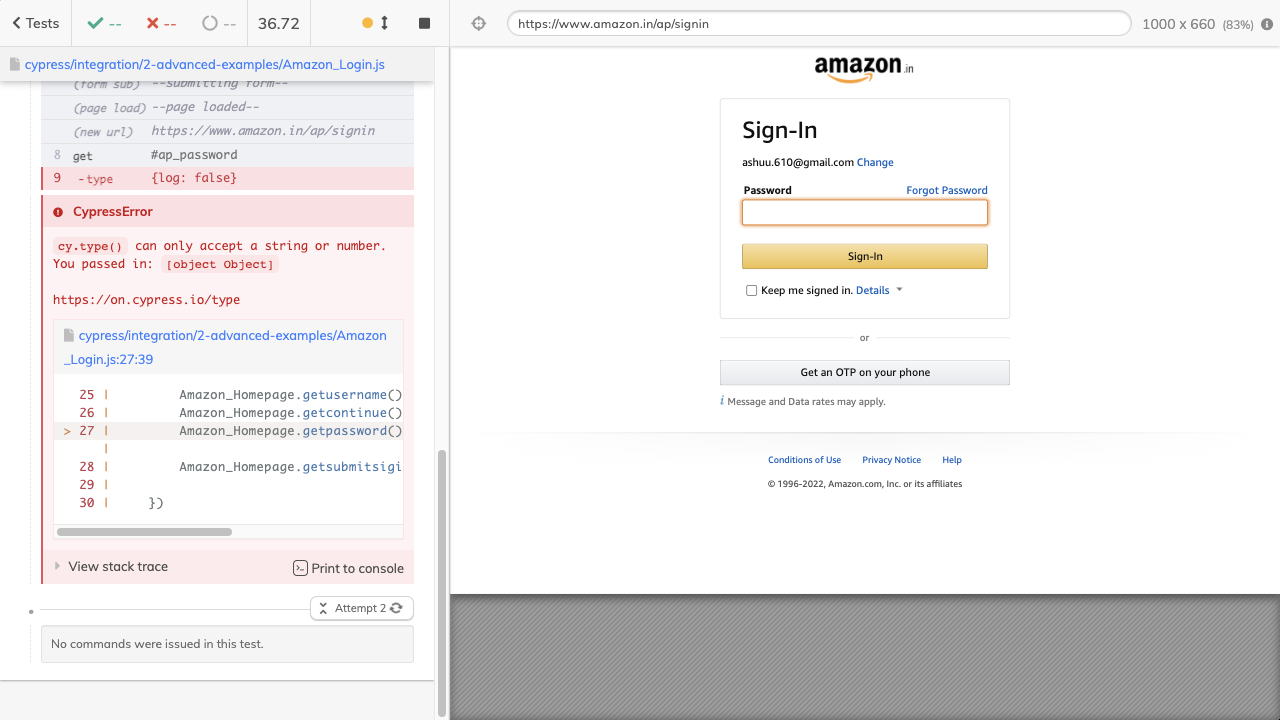 Tests
--
--
--
36.72
https://www.amazon.in/ap/signin
1000 x 660 (83%)
cypress/integration/2-advanced-examples/Amazon_Login.js
(form sub) --submitting form--
(page load) --page loaded--
(new url) https://www.amazon.in/ap/signin
8 get #ap_password
9 -type {log: false}
CypressError
cy.type() can only accept a string or number.
You passed in: [object Object]
https://on.cypress.io/type
cypress/integration/2-advanced-examples/Amazon
_Login.js:27:39
25 | Amazon_Homepage.getusername()
26 | Amazon_Homepage.getcontinue()
> 27 | Amazon_Homepage.getpassword()
|
28 | Amazon_Homepage.getsubmitsigi
29 |
30 | })
View stack trace
Print to console
Attempt 2
No commands were issued in this test.
amazon.in
Sign-In
ashuu.610@gmail.com Change
Password
Forgot Password
Sign-In
Keep me signed in. Details
or
Get an OTP on your phone
i Message and Data rates may apply.
Conditions of Use
Privacy Notice
Help
© 1996-2022, Amazon.com, Inc. or its affiliates